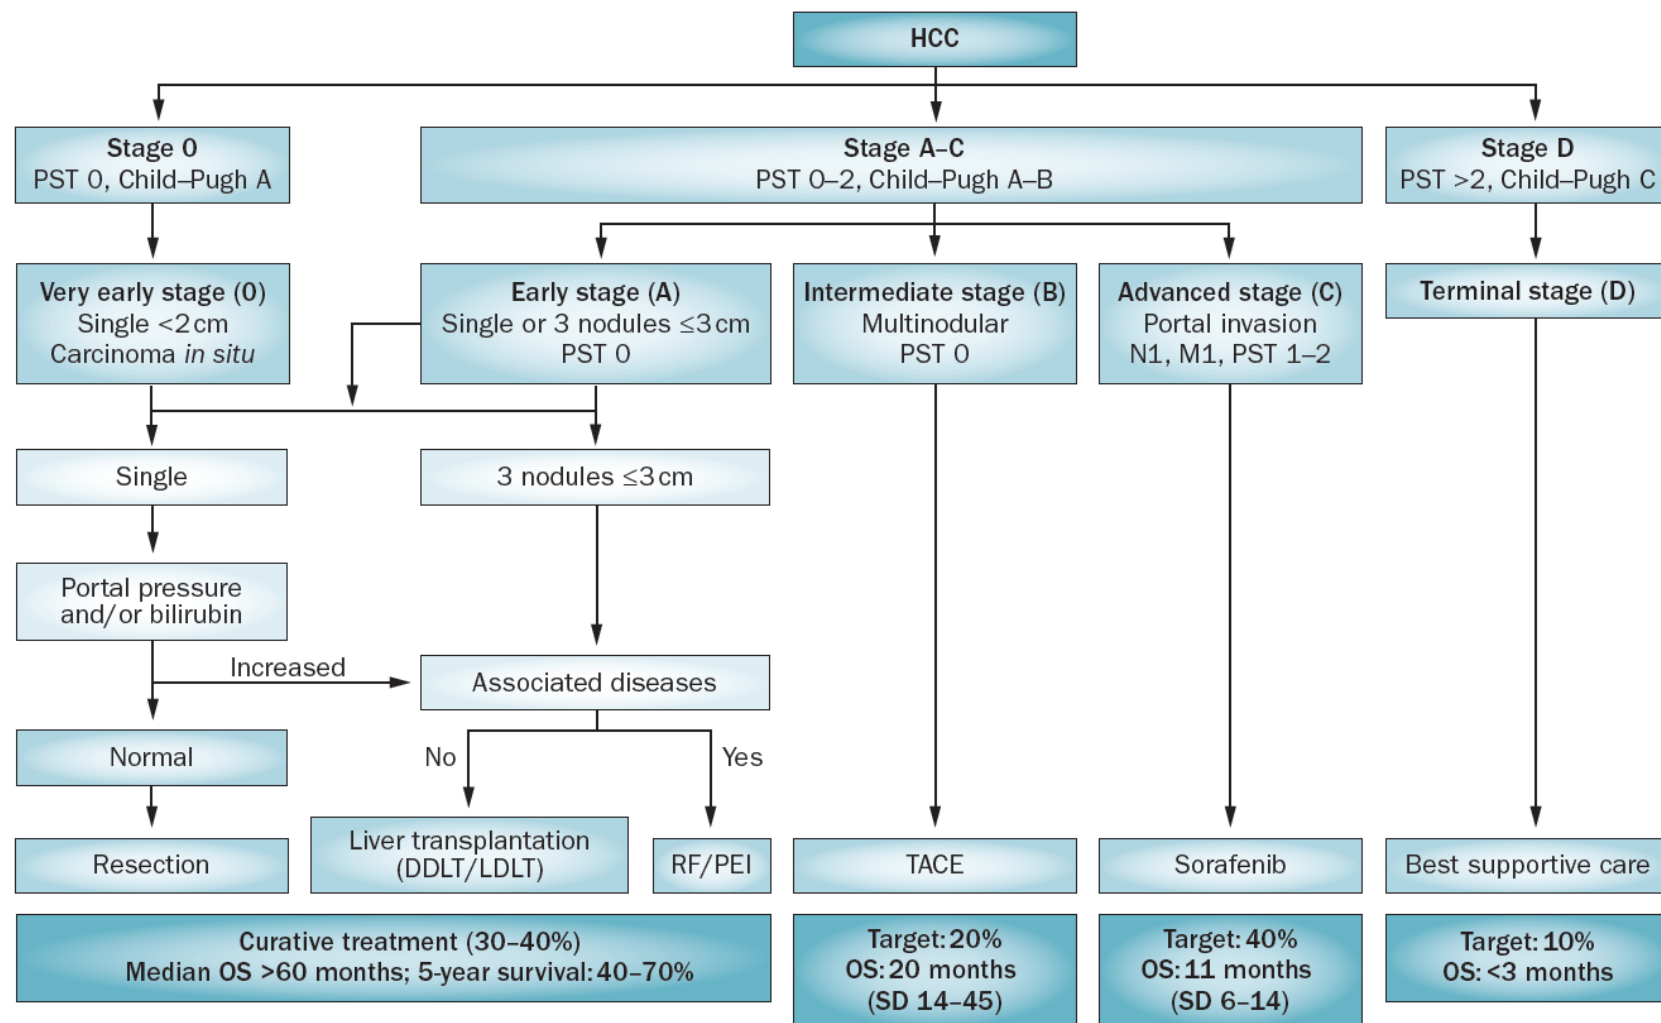 HCC
Stage 0
PST 0, Child–Pugh A
Stage A–C
PST 0–2, Child–Pugh A–B
Stage D
PST >2, Child–Pugh C
Very early stage (0)
Single <2 cm
Carcinoma in situ
Early stage (A)
Single or 3 nodules ≤3 cm
PST 0
Intermediate stage (B)
Multinodular
PST 0
Advanced stage (C)
Portal invasion
N1, M1, PST 1–2
Terminal stage (D)
Single
3 nodules ≤3 cm
Portal pressure
and/or bilirubin
Increased
Associated diseases
Normal
No
Yes
Resection
Liver transplantation
(DDLT/LDLT)
RF/PEI
TACE
Sorafenib
Best supportive care
Curative treatment (30–40%)
Median OS >60 months; 5-year survival: 40–70%
Target: 20%
OS: 20 months
(SD 14–45)
Target: 40%
OS: 11 months
(SD 6–14)
Target: 10%
OS: <3 months